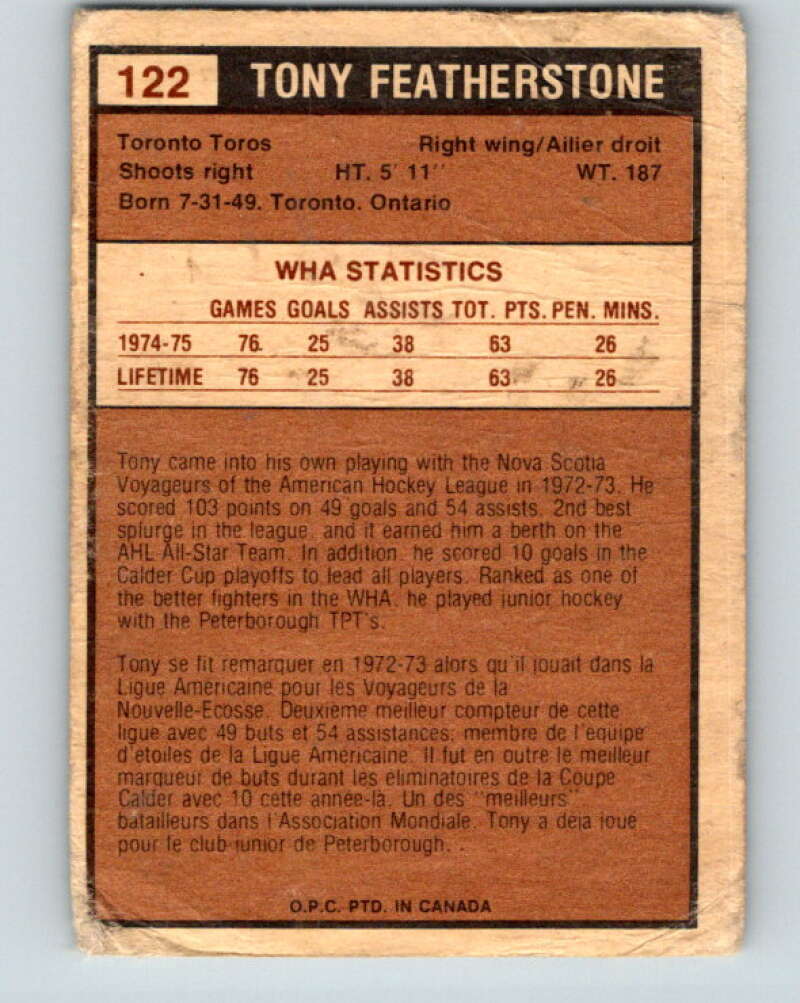 122 TONY FEATHERSTONE
Toronto Toros Right wing/Ailier droit
Shoots right HT. 5' 11'' WT. 187
Born 7-31-49. Toronto. Ontario
WHA STATISTICS
GAMES GOALS ASSISTS TOT. PTS. PEN. MINS.
1974-75 76 25 38 63 26
LIFETIME 76 25 38 63 26
Tony came into his own playing with the Nova Scotia
Voyageurs of the American Hockey League in 1972-73. He
scored 103 points on 49 goals and 54 assists. 2nd best
splurge in the league. and it earned him a berth on the
AHL All-Star Team. In addition. he scored 10 goals in the
Calder Cup playoffs to lead all players. Ranked as one of
the better fighters in the WHA. he played junior hockey
with the Peterborough TPT's.
Tony se fit remarquer en 1972-73 alors qu'il jouait dans la
Ligue Americaine pour les Voyageurs de la
Nouvelle-Ecosse. Deuxieme meilleur compteur de cette
ligue avec 49 buts et 54 assistances; membre de l'equipe
d'etoiles de la Ligue Americaine. Il fut en outre le meilleur
marqueur de buts durant les eliminatoires de la Coupe
Calder avec 10 cette année-là. Un des "meilleurs"
batailleurs dans l'Association Mondiale. Tony a deja joue
pour le club junior de Peterborough. .
O.P.C. PTD. IN CANADA